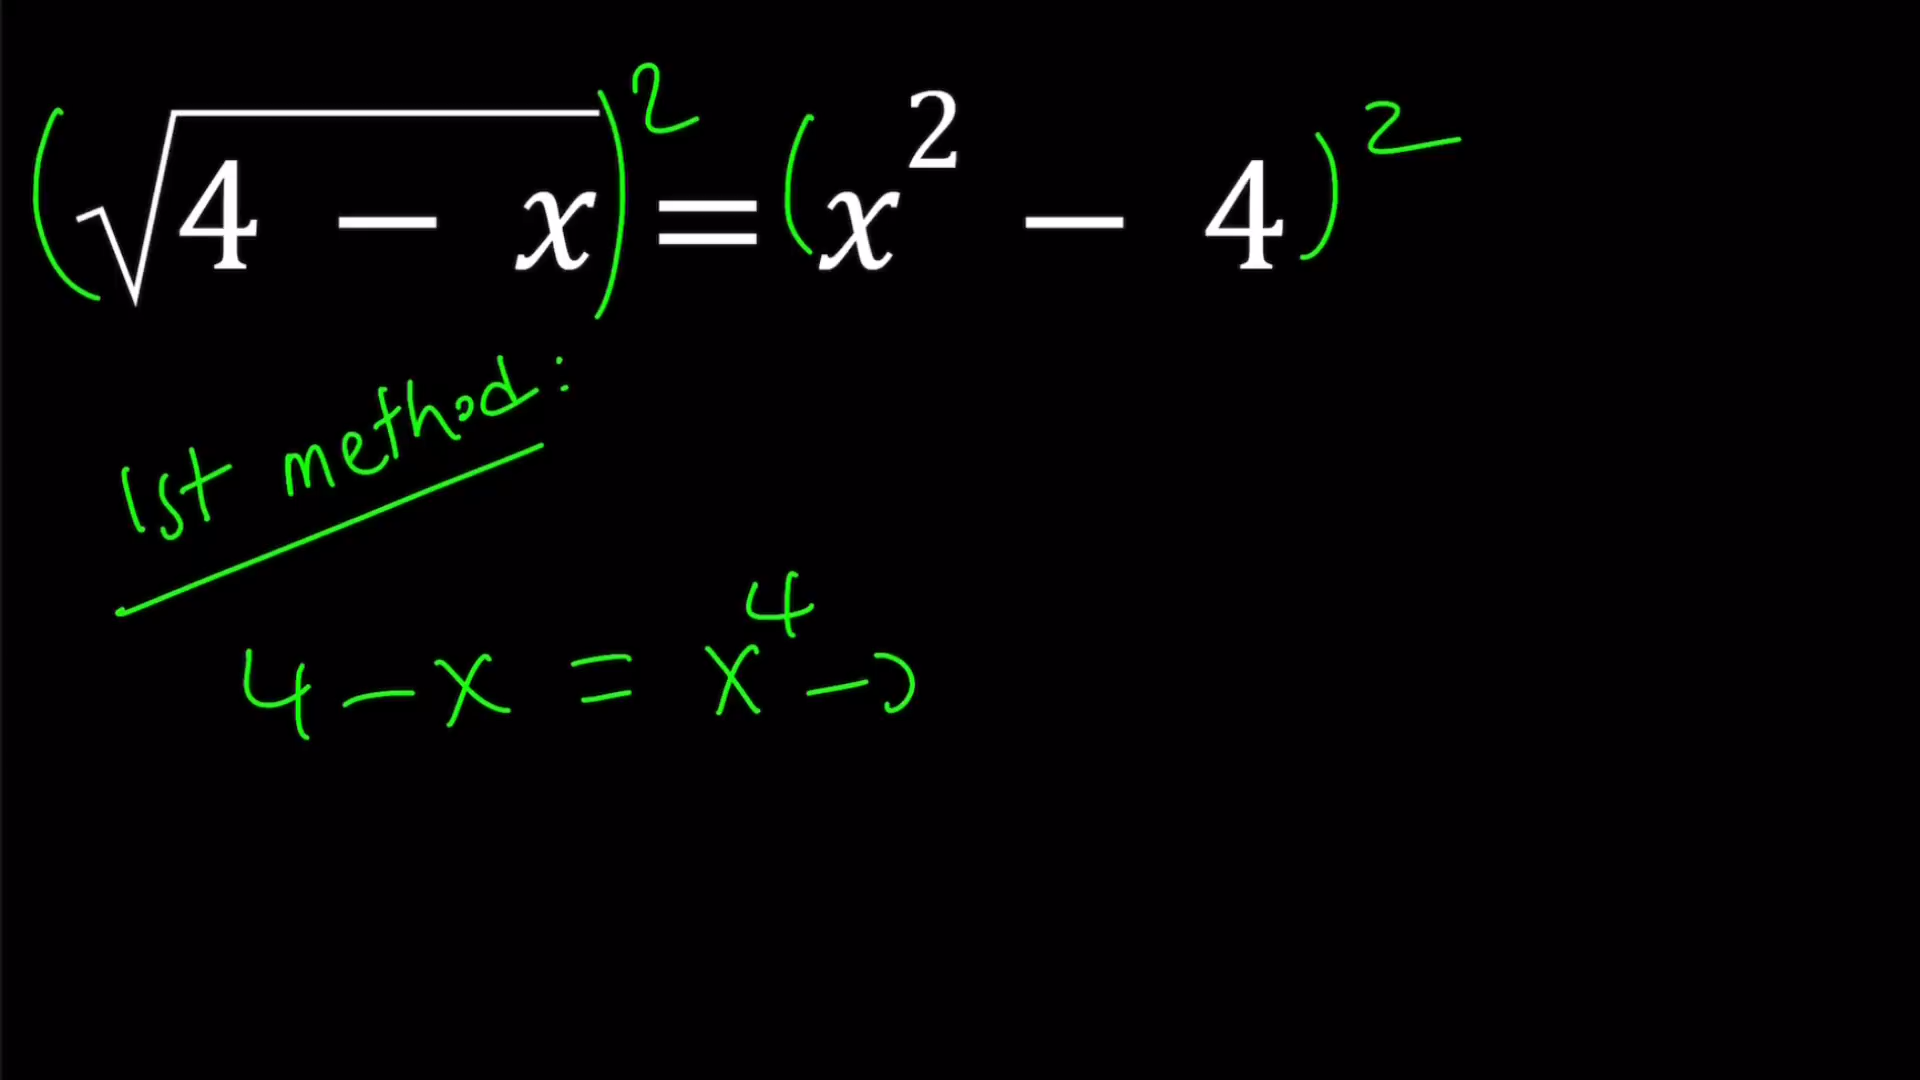 (√4 − x)² = (x² − 4)²
1st method:
4 − x = x⁴ −